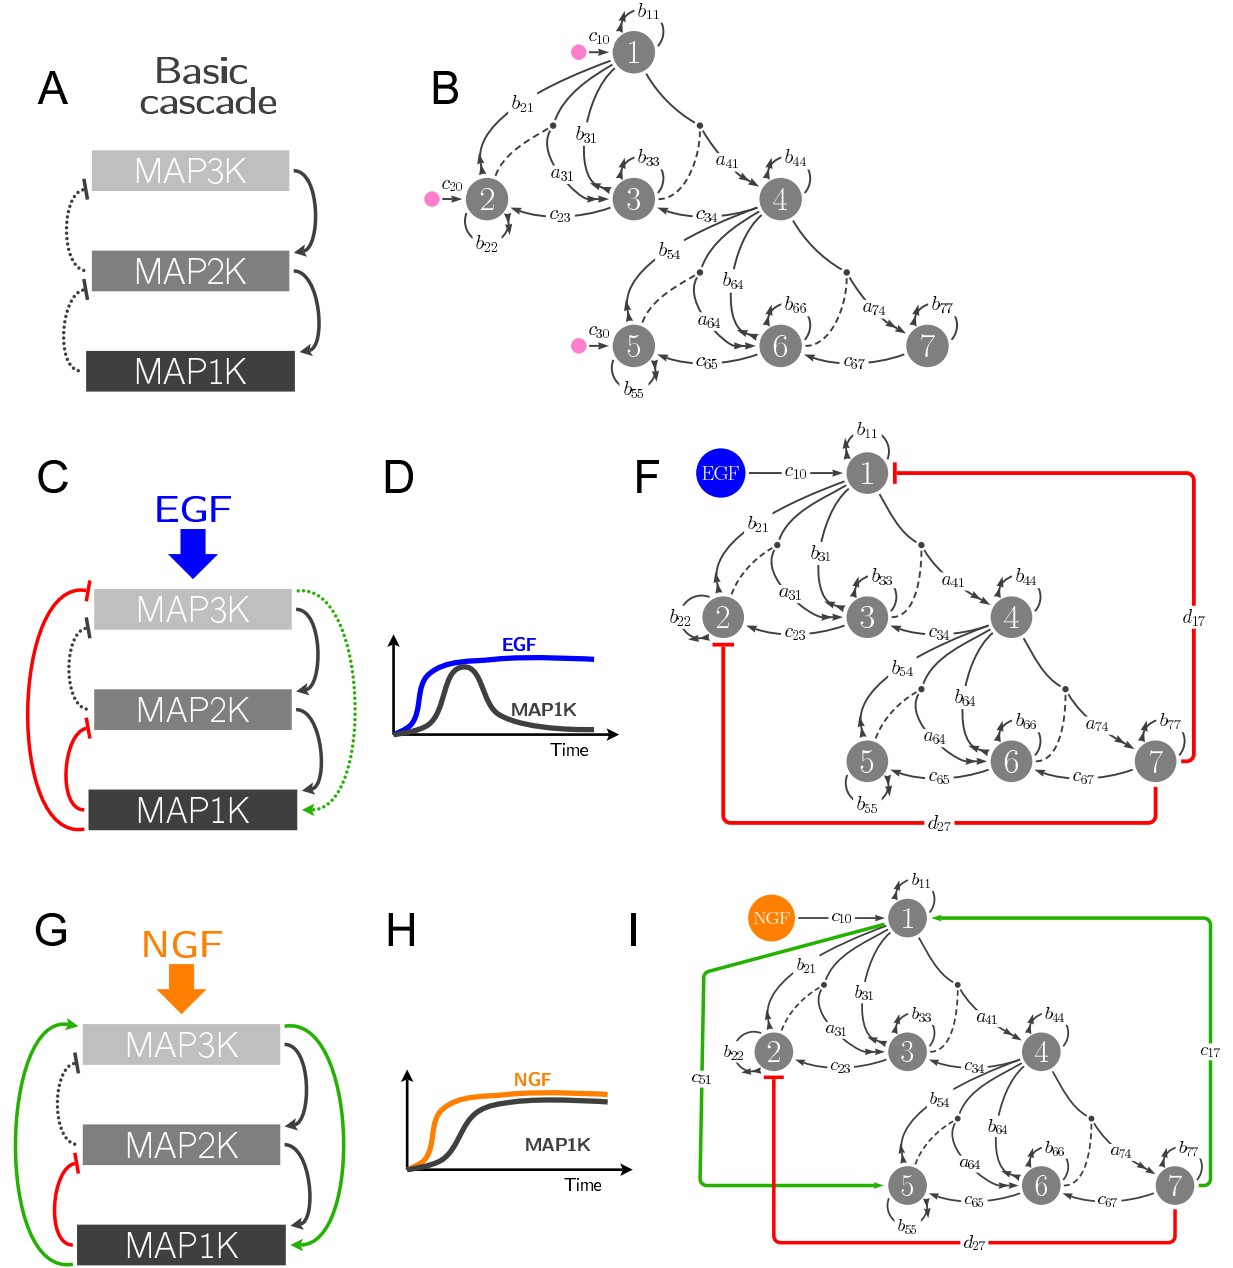 A
Basic
cascade
MAP3K
MAP2K
MAP1K
B
b11
c10
1
b21
b31
a31
b33
a41
b44
c20
2
3
4
c23
c34
b22
b54
b64
a64
b66
a74
b77
c30
5
6
7
c65
c67
b55
C
EGF
MAP3K
MAP2K
MAP1K
D
EGF
MAP1K
Time
F
b11
EGF
c10
1
b21
b31
a31
b33
a41
b44
b22
2
3
4
c23
c34
d17
b54
b64
a64
b66
a74
b77
5
6
7
c65
c67
b55
d27
G
NGF
MAP3K
MAP2K
MAP1K
H
NGF
MAP1K
Time
I
b11
NGF
c10
1
b21
b31
a31
b33
a41
b44
b22
2
3
4
c23
c34
c51
c17
b54
b64
a64
b66
a74
b77
5
6
7
c65
c67
b55
d27